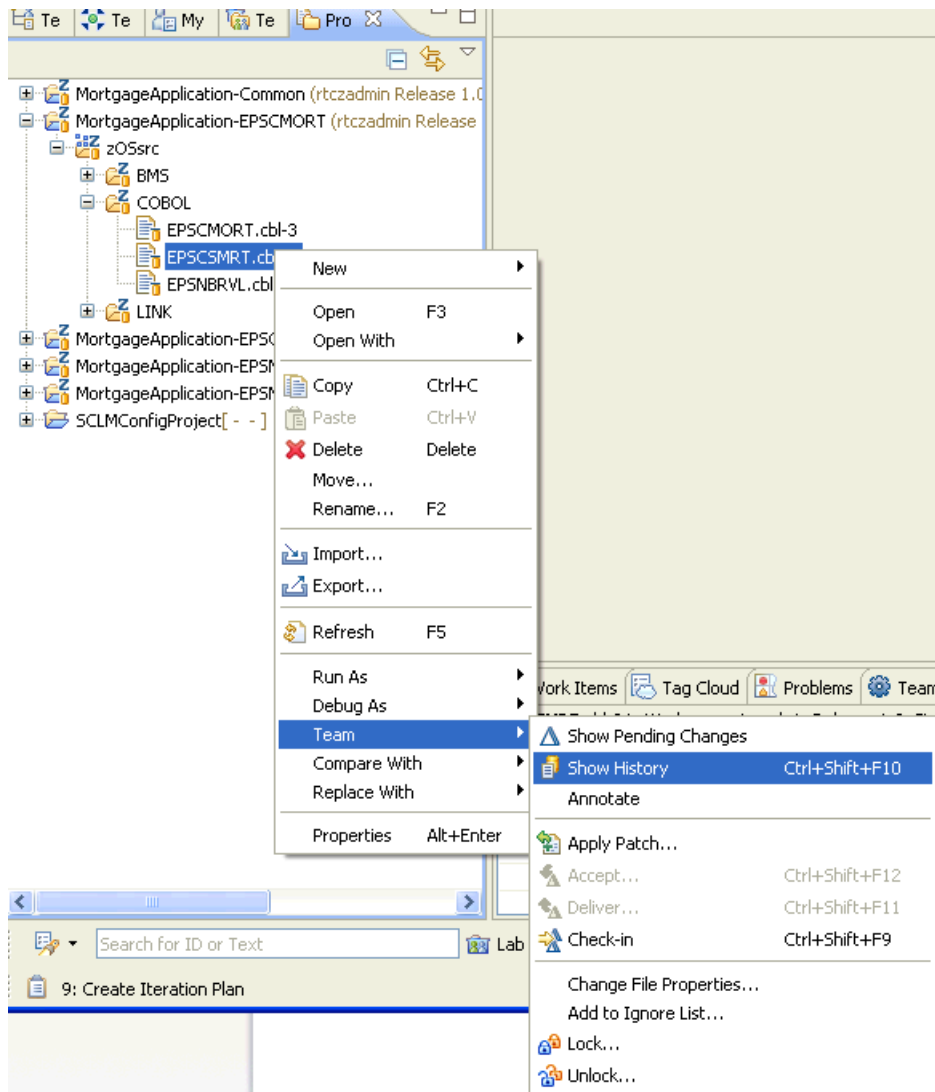 Te Te My Te Pro
MortgageApplication-Common (rtczadmin Release 1.0
MortgageApplication-EPSCMORT (rtczadmin Release
zOSsrc
BMS
COBOL
EPSCMORT.cbl-3
EPSCSMRT.cb
EPSNBRVL.cbl
LINK
MortgageApplication-EPS
MortgageApplication-EPS
MortgageApplication-EPS
SCLMConfigProject[ - - ]
New
Open F3
Open With
Copy Ctrl+C
Paste Ctrl+V
Delete Delete
Move...
Rename... F2
Import...
Export...
Refresh F5
Run As
Debug As
Team
Compare With
Replace With
Properties Alt+Enter
Work Items Tag Cloud Problems Team
Show Pending Changes
Show History Ctrl+Shift+F10
Annotate
Apply Patch...
Accept... Ctrl+Shift+F12
Deliver... Ctrl+Shift+F11
Check-in Ctrl+Shift+F9
Change File Properties...
Add to Ignore List...
Lock...
Unlock...
Search for ID or Text
Lab
9: Create Iteration Plan